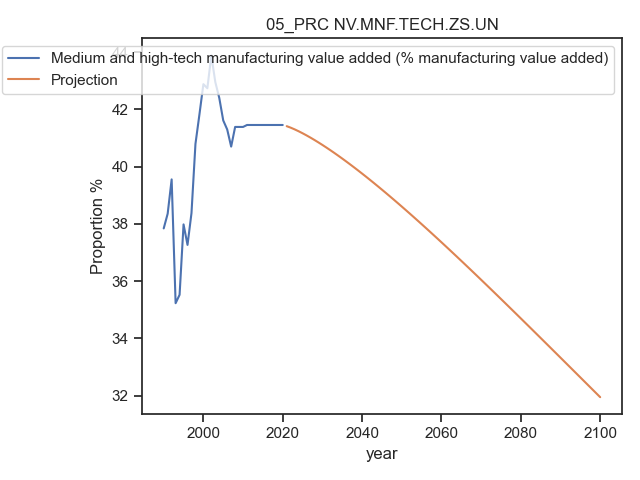 05_PRC NV.MNF.TECH.ZS.UN
44
Medium and high-tech manufacturing value added (% manufacturing value added)
Projection
42
40
38
36
34
32
Proportion %
2000 2020 2040 2060 2080 2100
year